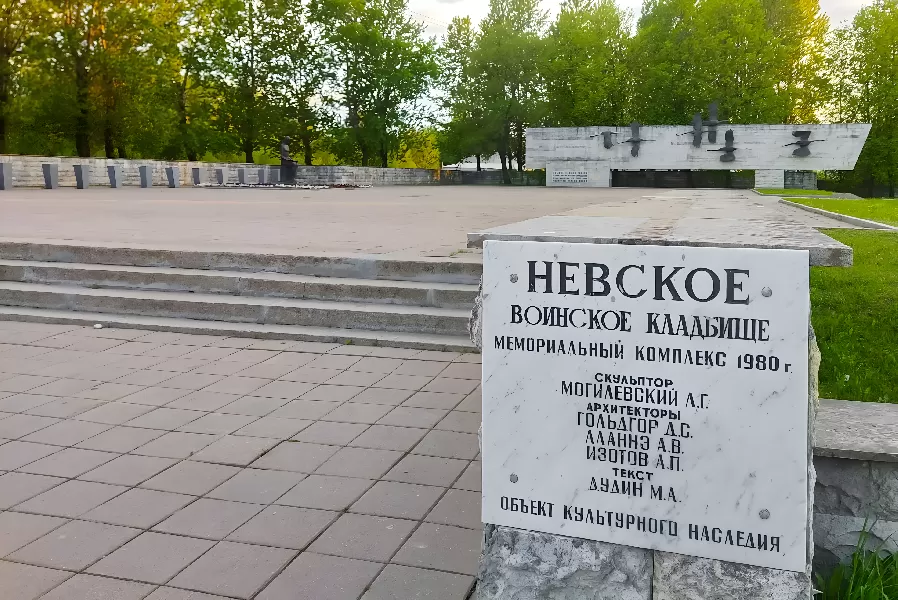 НЕВСКОЕ
ВОИНСКОЕ КЛАДБИЩЕ
МЕМОРИАЛЬНЫЙ КОМПЛЕКС 1980 г.
СКУЛЬПТОР
МОГИЛЕВСКИЙ Л.Г.
АРХИТЕКТОРЫ
ГОЛЬДГОР Д.С.
АЛАННЭ А.В.
ИЗОТОВ А.П.
ТЕКСТ
ДУДИН М.А.
ОБЪЕКТ КУЛЬТУРНОГО НАСЛЕДИЯ